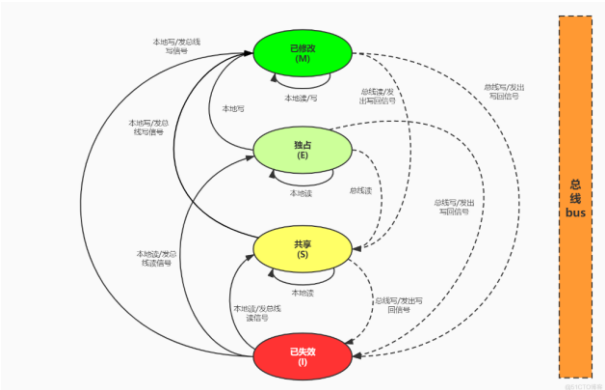 本地写/发总线
写信号
已修改
(M)
本地读/写
总线读/发
出写回信号
总线写/发出
写回信号
本地写/发总
线写信号
本地写
独占
(E)
本地读
总线读
总线写/发出
写回信号
总
线
bus
共享
(S)
本地读
本地读/发总
线读信号
本地读/发总线
读信号
总线写/发出写
回信号
已失效
(I)